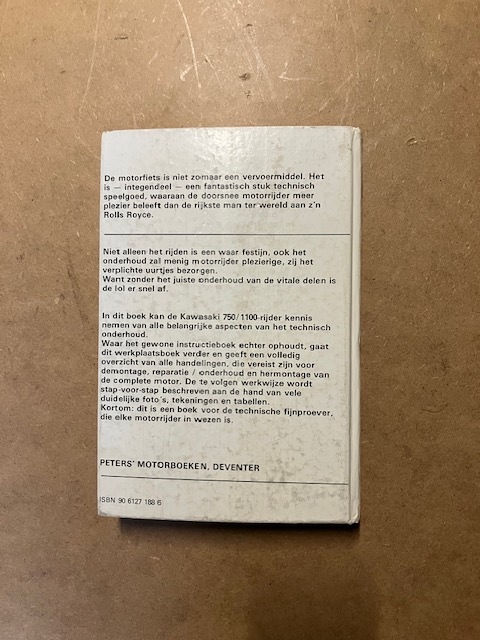 De motorfiets is niet zomaar een vervoermiddel. Het
is — integendeel — een fantastisch stuk technisch
speelgoed, waaraan de doorsnee motorrijder meer
plezier beleeft dan de rijkste man ter wereld aan z'n
Rolls Royce.
Niet alleen het rijden is een waar festijn, ook het
onderhoud zal menig motorrijder plezierige, zij het
verplichte uurtjes bezorgen.
Want zonder het juiste onderhoud van de vitale delen is
de lol er snel af.
In dit boek kan de Kawasaki 750/1100-rijder kennis
nemen van alle belangrijke aspecten van het technisch
onderhoud.
Waar het gewone instructieboek echter ophoudt, gaat
dit werkplaatsboek verder en geeft een volledig
overzicht van alle handelingen, die vereist zijn voor
demontage, reparatie / onderhoud en hermontage van
de complete motor. De te volgen werkwijze wordt
stap-voor-stap beschreven aan de hand van vele
duidelijke foto's, tekeningen en tabellen.
Kortom: dit is een boek voor de technische fijnproever,
die elke motorrijder in wezen is.
PETERS' MOTORBOEKEN, DEVENTER
ISBN 90 6127 188 6